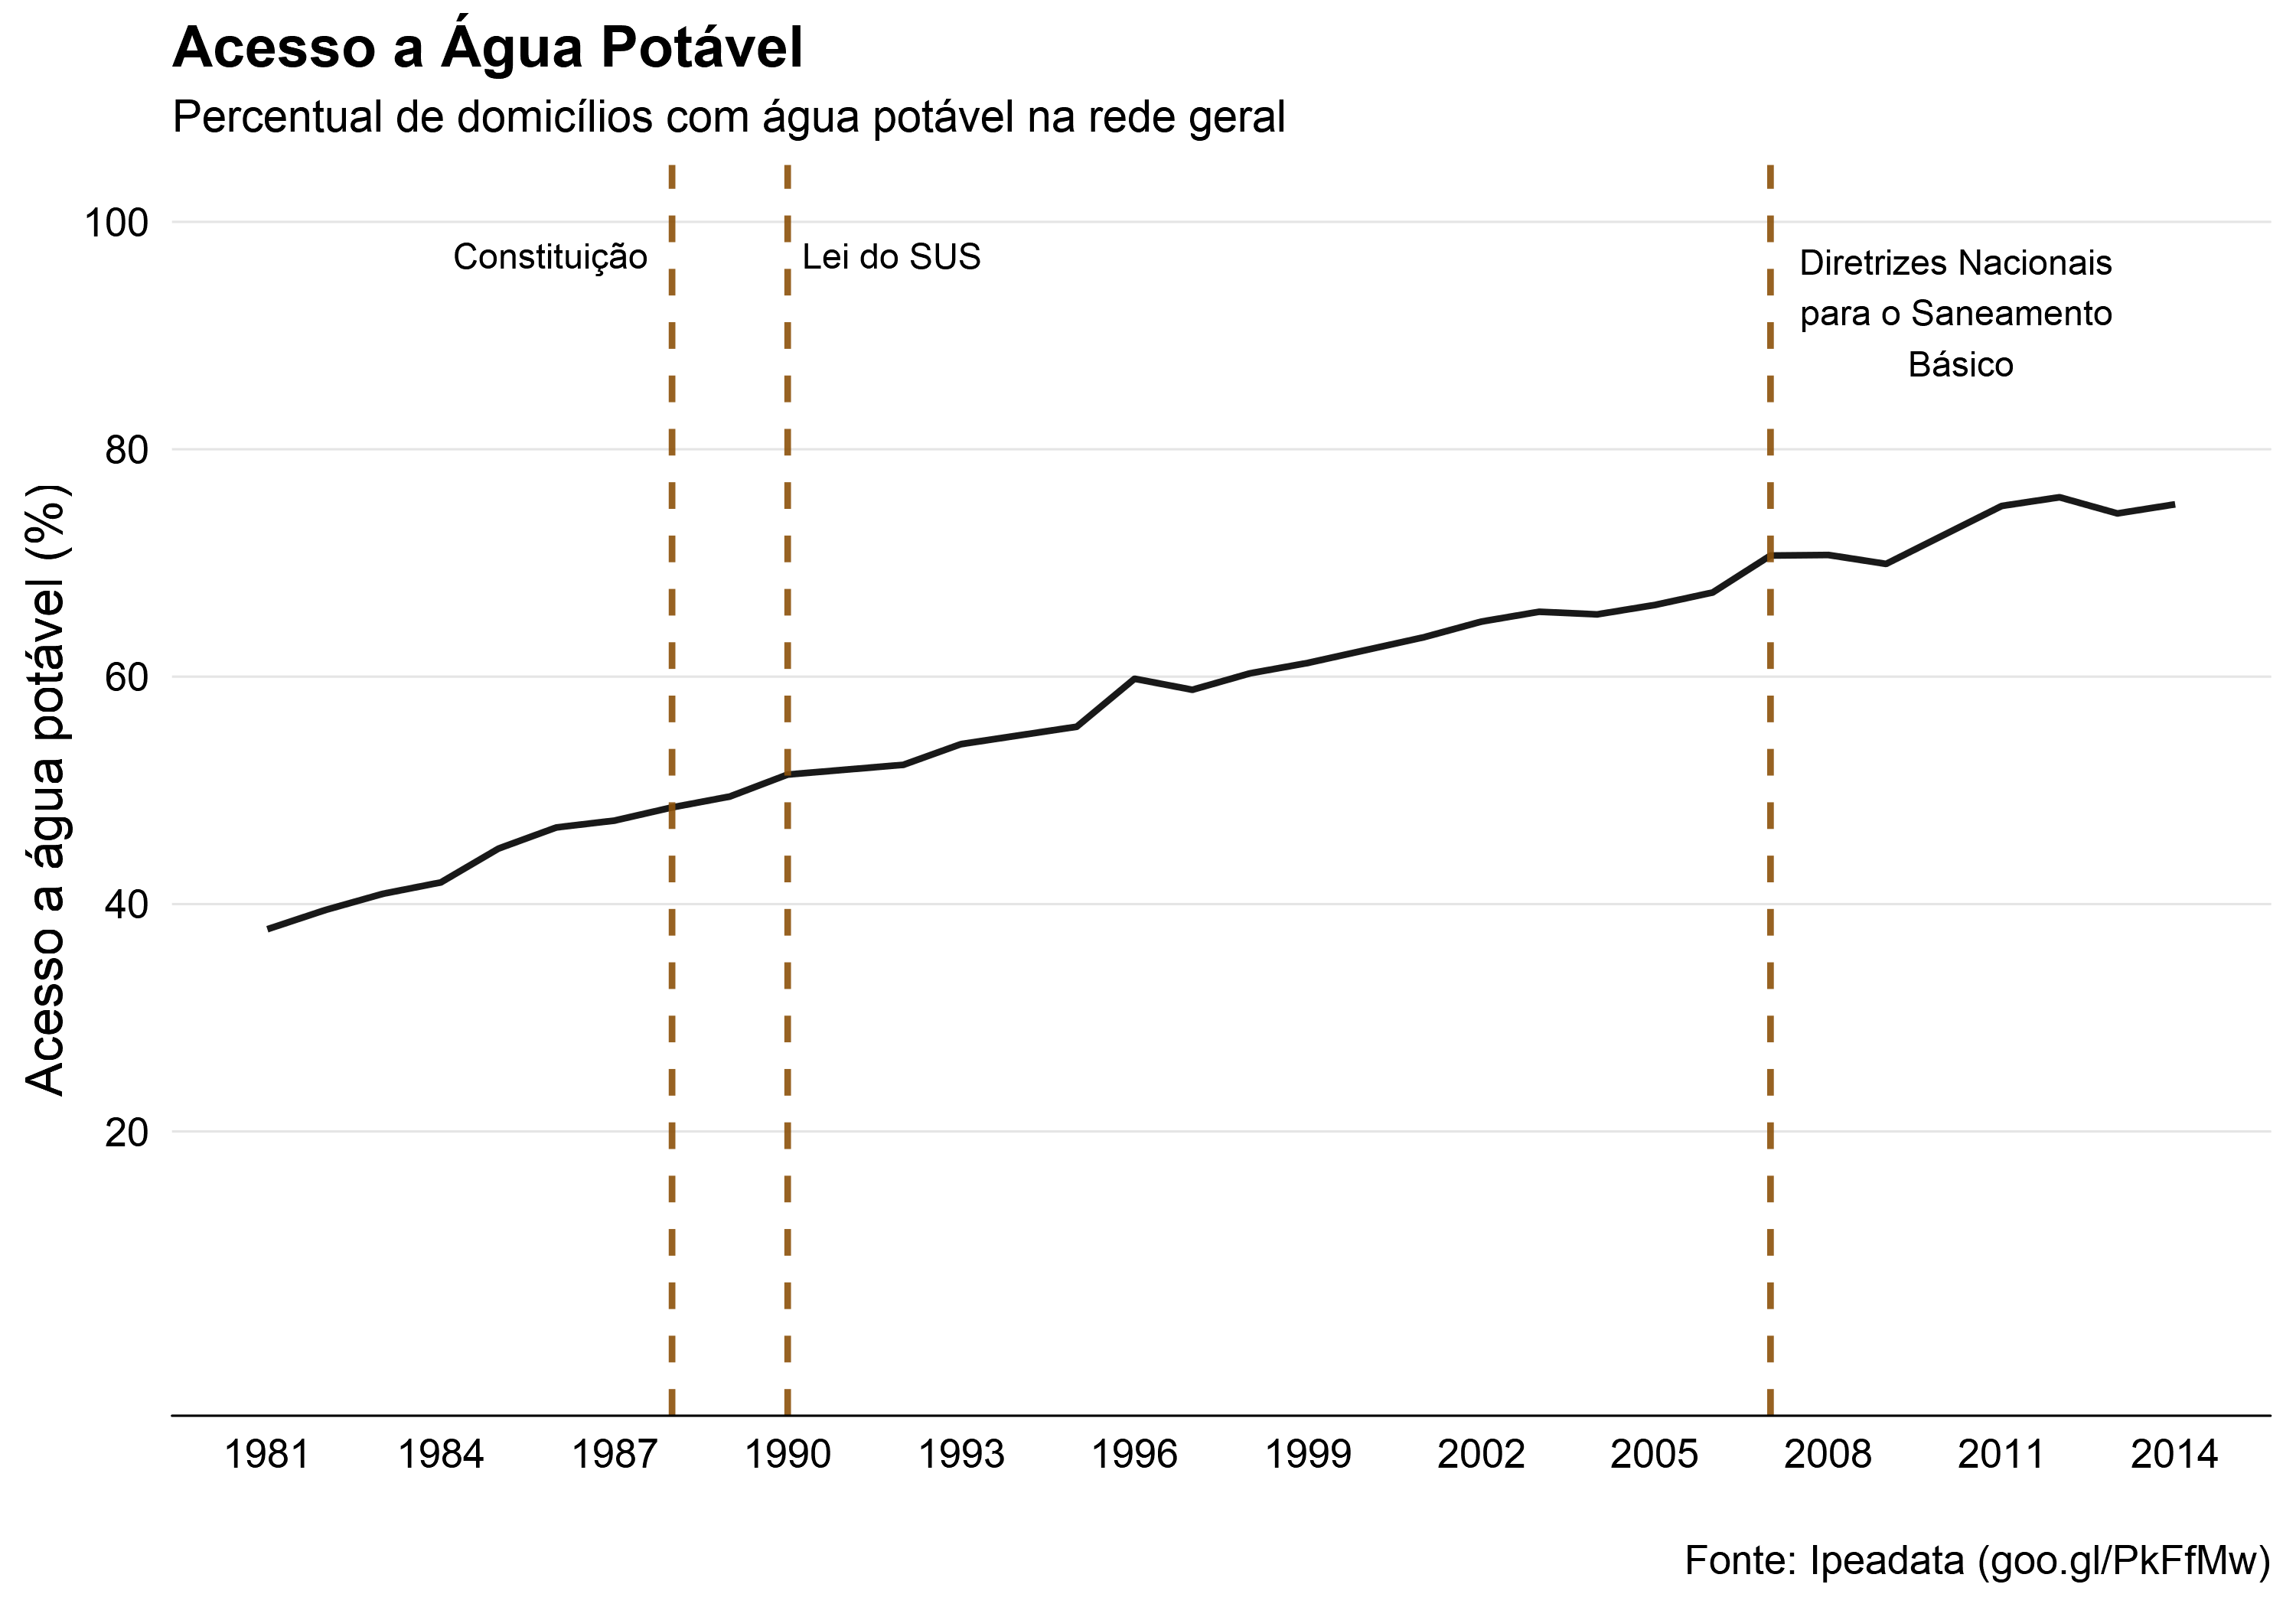 Acesso a Água Potável
Percentual de domicílios com água potável na rede geral
Acesso a água potável (%)
100
80
60
40
20
Constituição
Lei do SUS
Diretrizes Nacionais
para o Saneamento
Básico
1981 1984 1987 1990 1993 1996 1999 2002 2005 2008 2011 2014
Fonte: Ipeadata (goo.gl/PkFfMw)